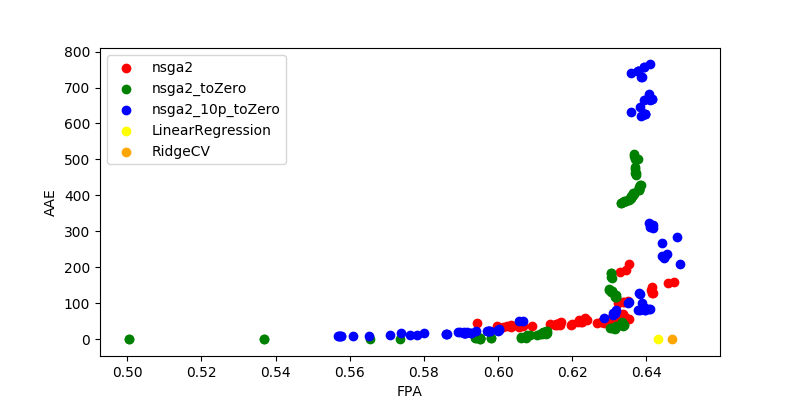 800
700
600
500
400
300
200
100
0
AAE
nsga2
nsga2_toZero
nsga2_10p_toZero
LinearRegression
RidgeCV
0.50 0.52 0.54 0.56 0.58 0.60 0.62 0.64
FPA